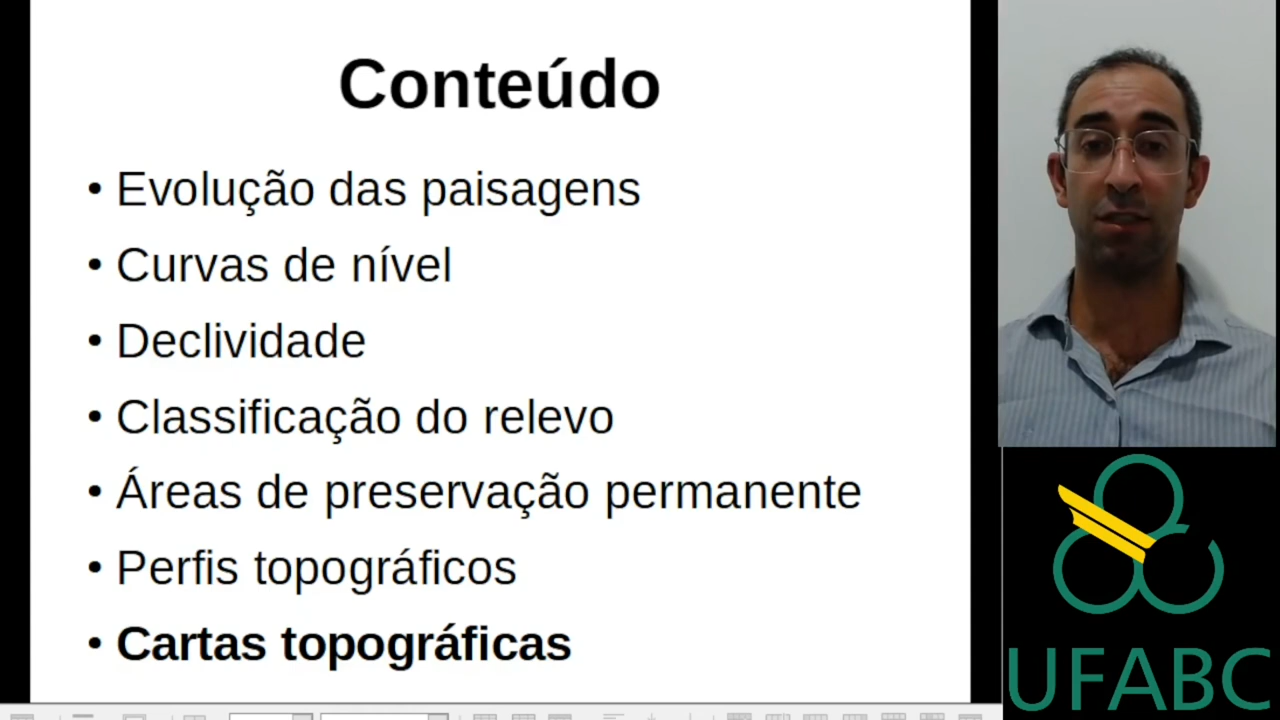 Conteúdo
• Evolução das paisagens
• Curvas de nível
• Declividade
• Classificação do relevo
• Áreas de preservação permanente
• Perfis topográficos
• Cartas topográficas
UFABC